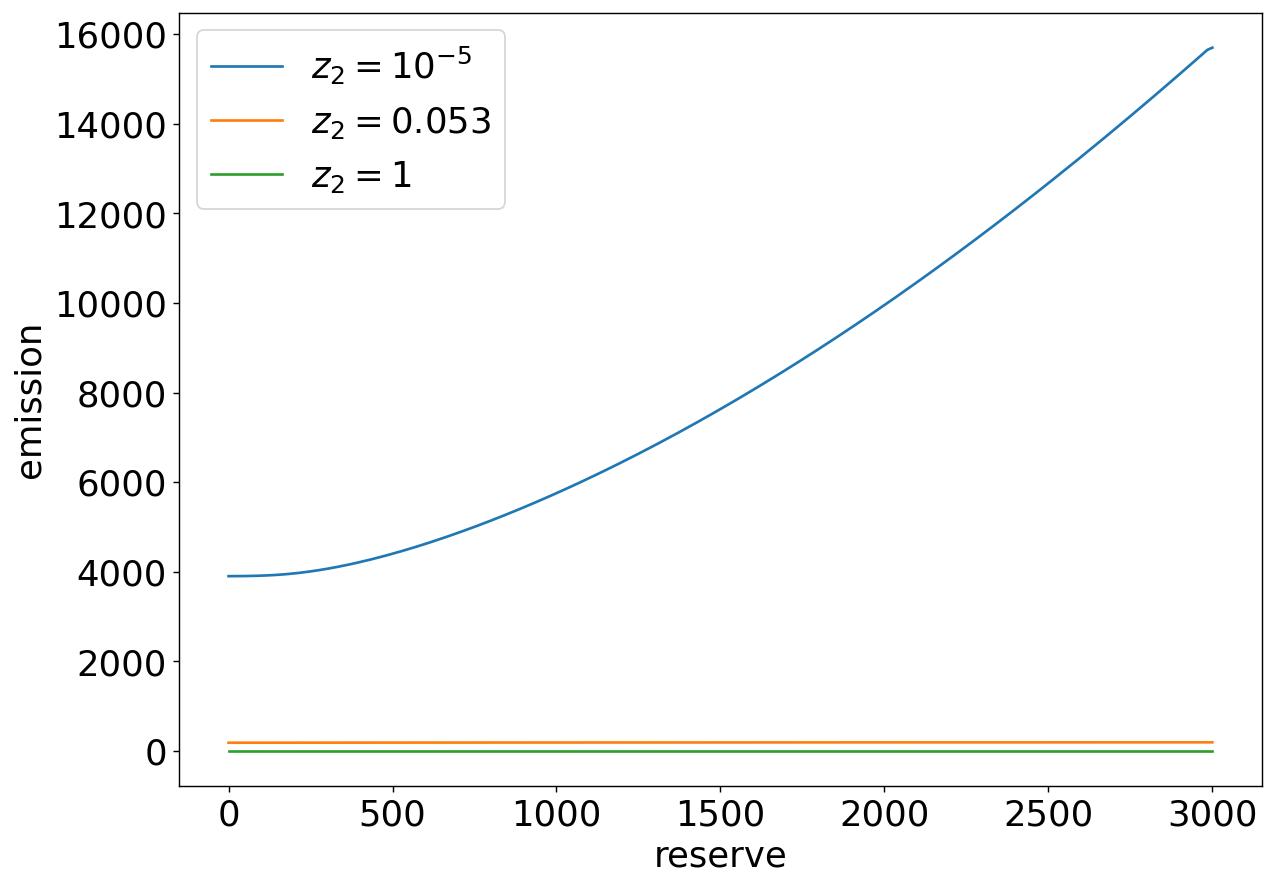 16000
14000
12000
10000
8000
6000
4000
2000
0
emission
z₂ = 10⁻⁵
z₂ = 0.053
z₂ = 1
0 500 1000 1500 2000 2500 3000
reserve